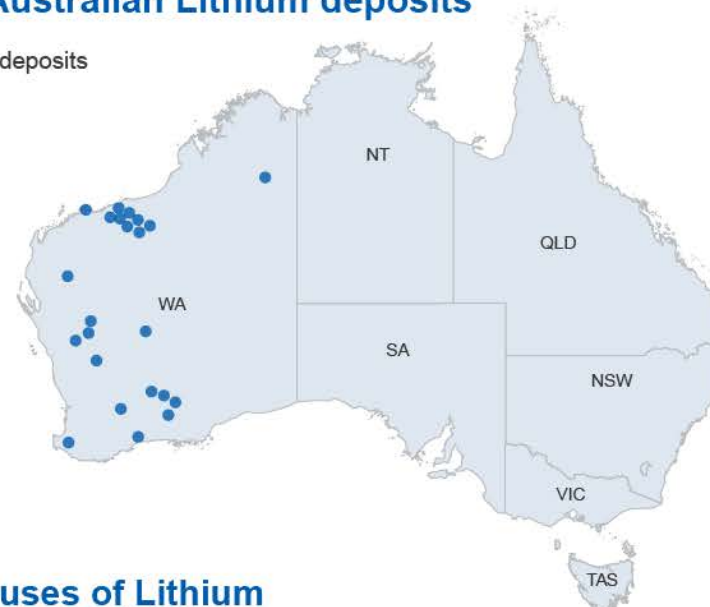 Australian Lithium deposits
deposits
NT
QLD
WA
SA
NSW
VIC
TAS
uses of Lithium